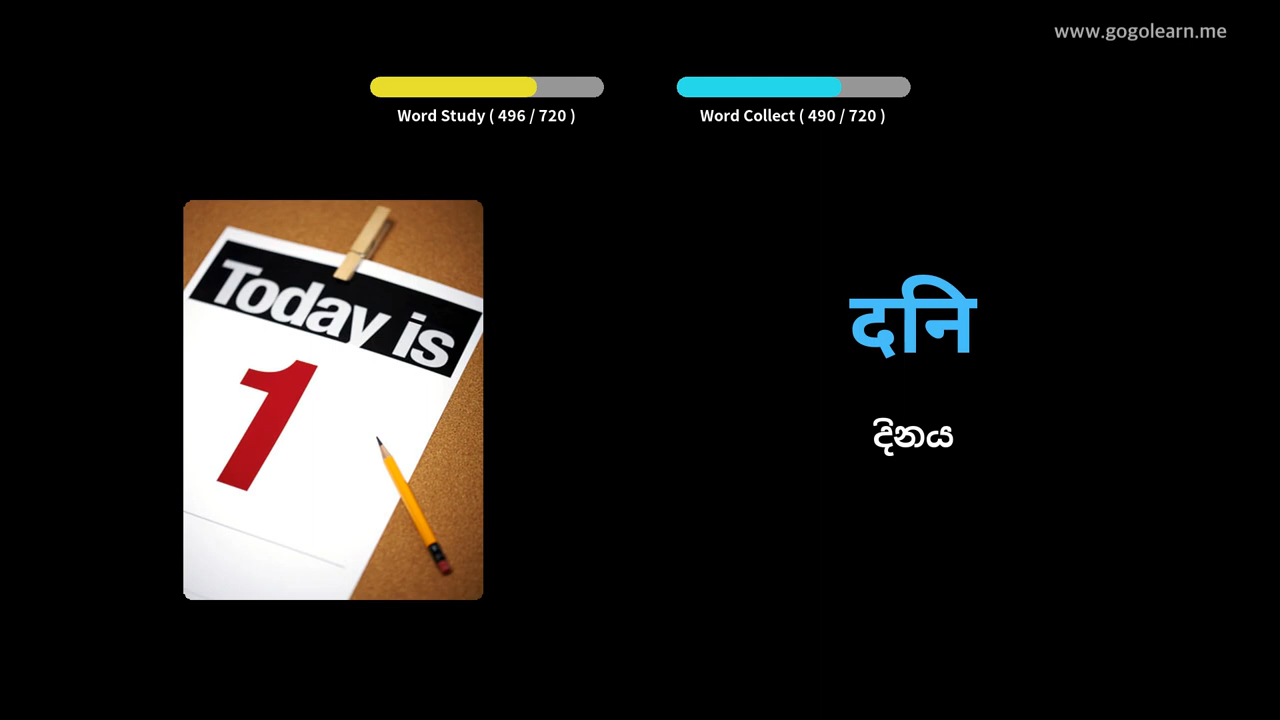 www.gogolearn.me
Word Study ( 496 / 720 )
Word Collect ( 490 / 720 )
Today is
1
दनि
දිනය